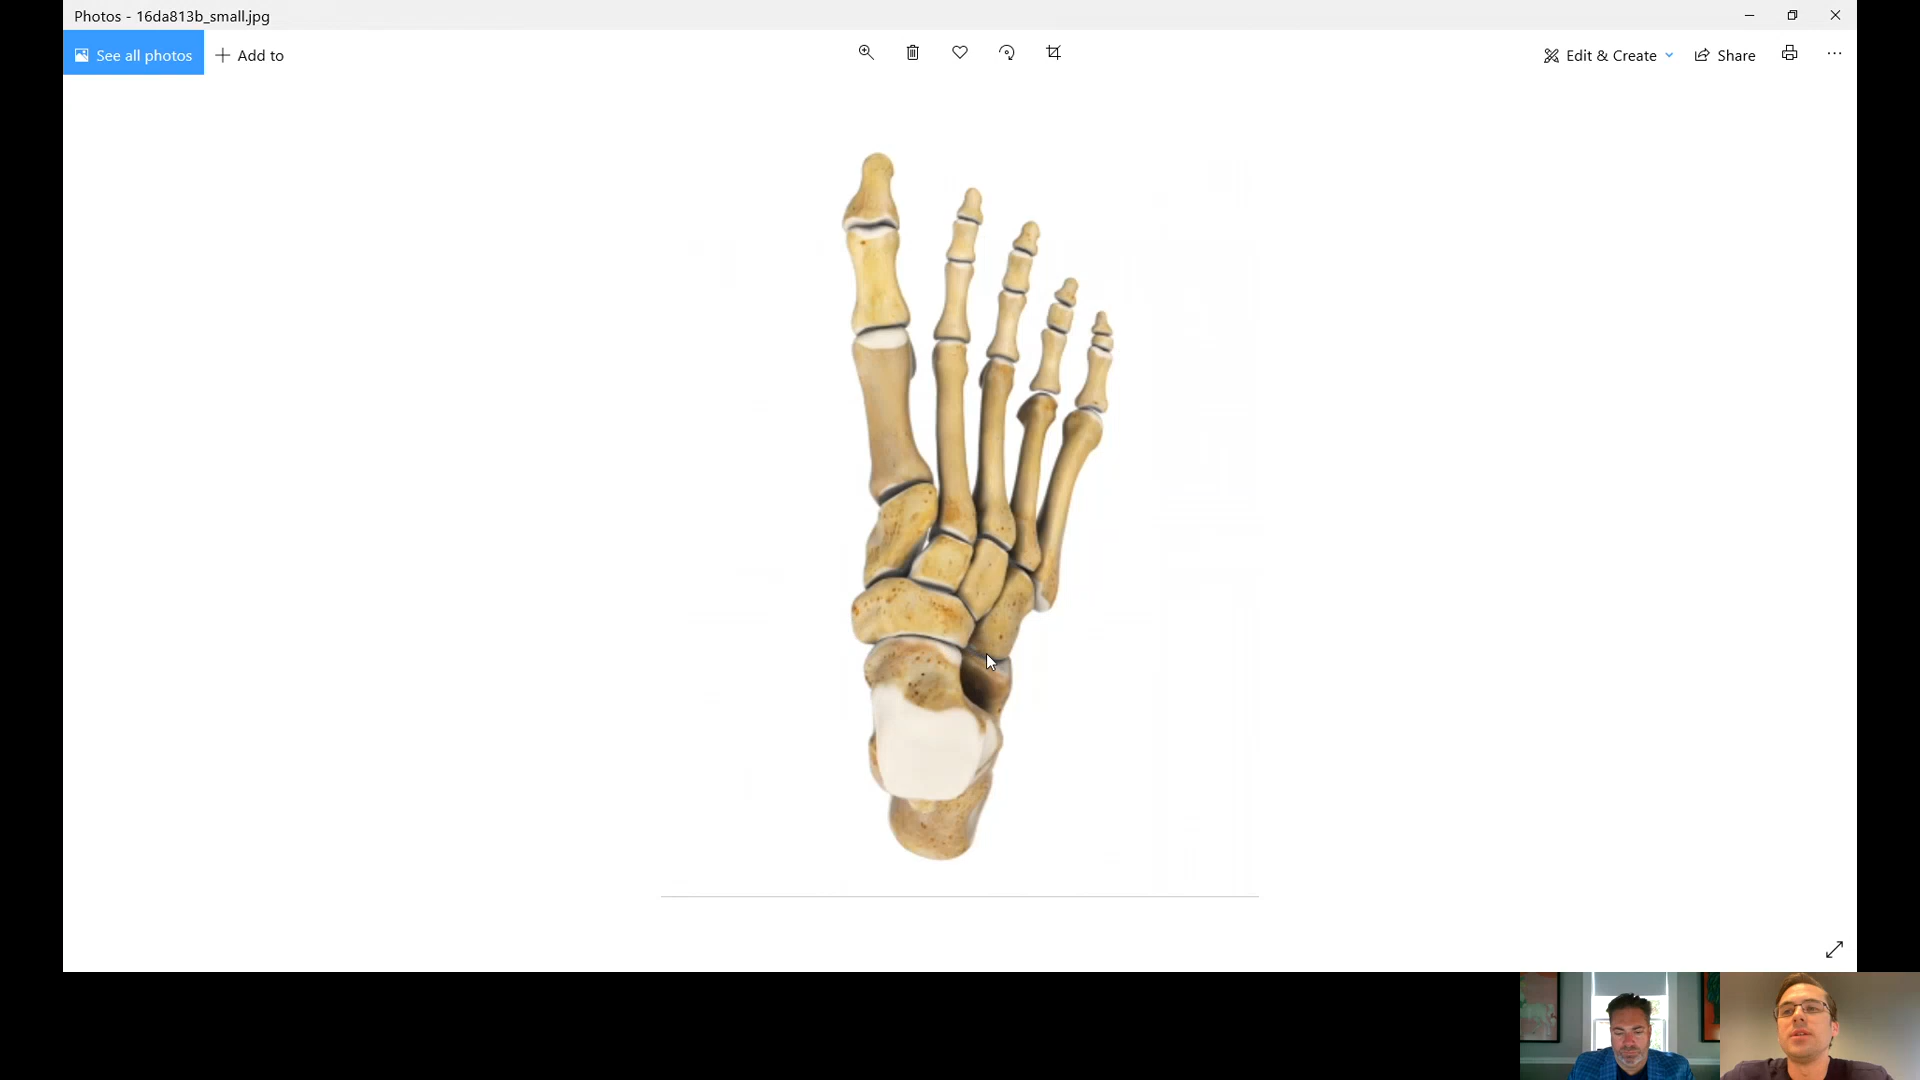 Photos - 16da813b_small.jpg
See all photos
Add to
Edit & Create
Share